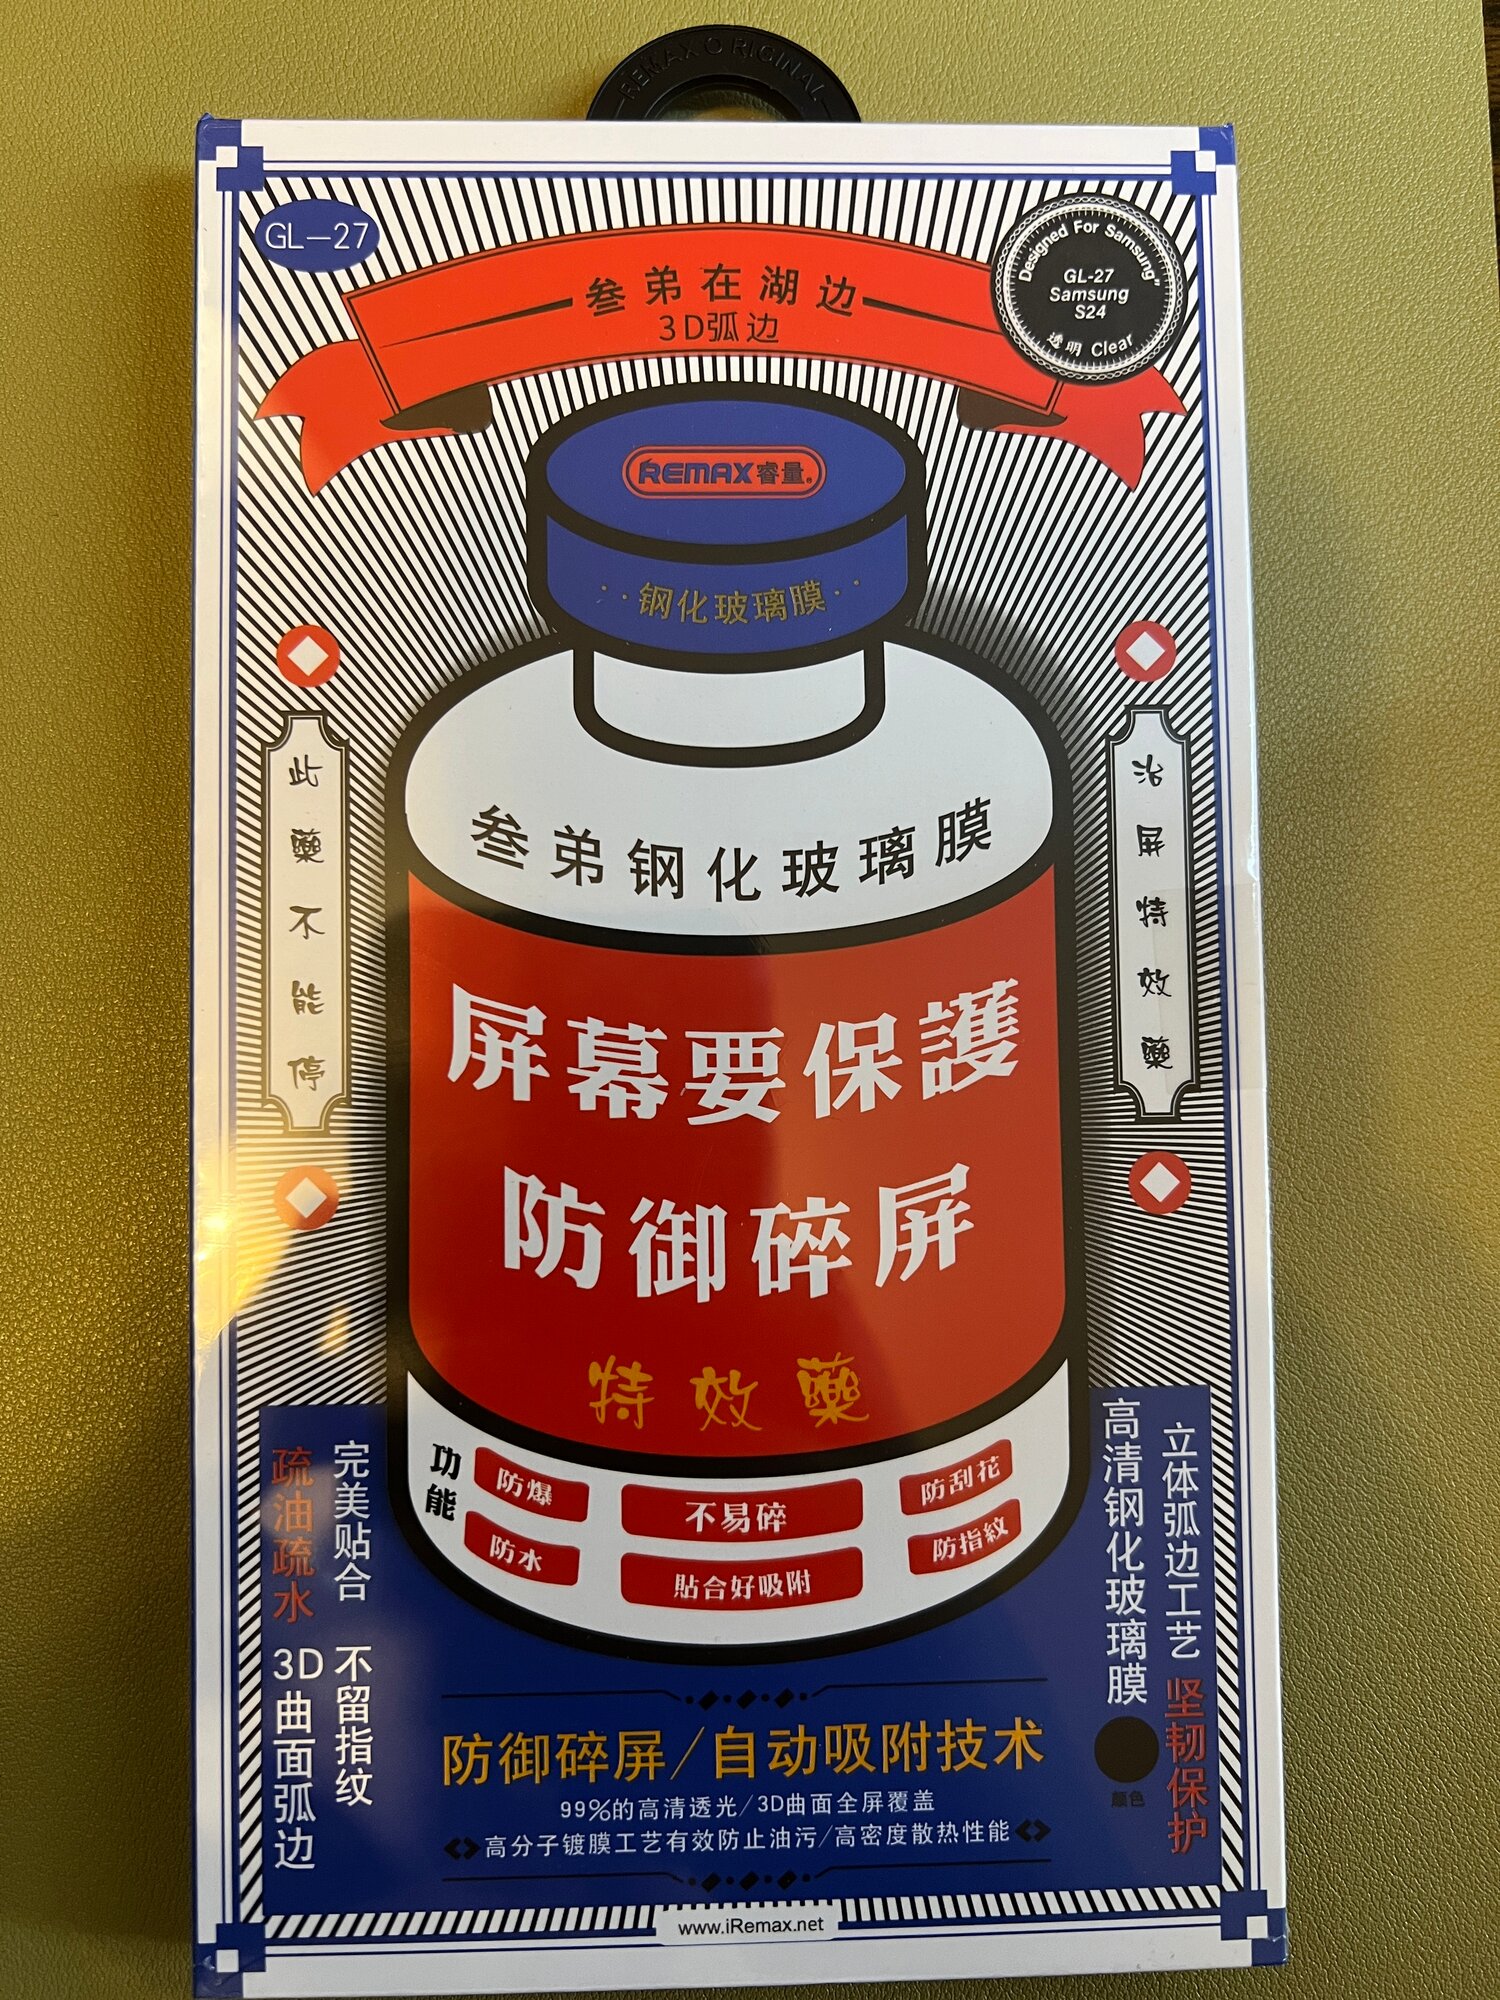 REMAX ORIGINAL
GL-27
叁弟在湖边
3D弧边
Designed For Samsung"
GL-27
Samsung
S24
透明 Clear
REMAX 睿量
钢化玻璃膜
此藥不能停
治屏特效藥
叁弟钢化玻璃膜
屏幕要保護
防御碎屏
特效藥
功能
防爆
不易碎
防刮花
防水
貼合好吸附
防指紋
完美贴合 不留指纹
疏油疏水 3D曲面弧边
立体弧边工艺 坚韧保护
高清钢化玻璃膜
颜色
防御碎屏/自动吸附技术
99%的高清透光/3D曲面全屏覆盖
高分子镀膜工艺有效防止油污/高密度散热性能
www.iRemax.net